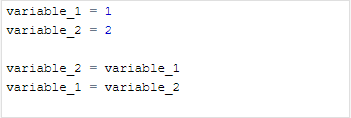 variable_1 = 1
variable_2 = 2
variable_2 = variable_1
variable_1 = variable_2